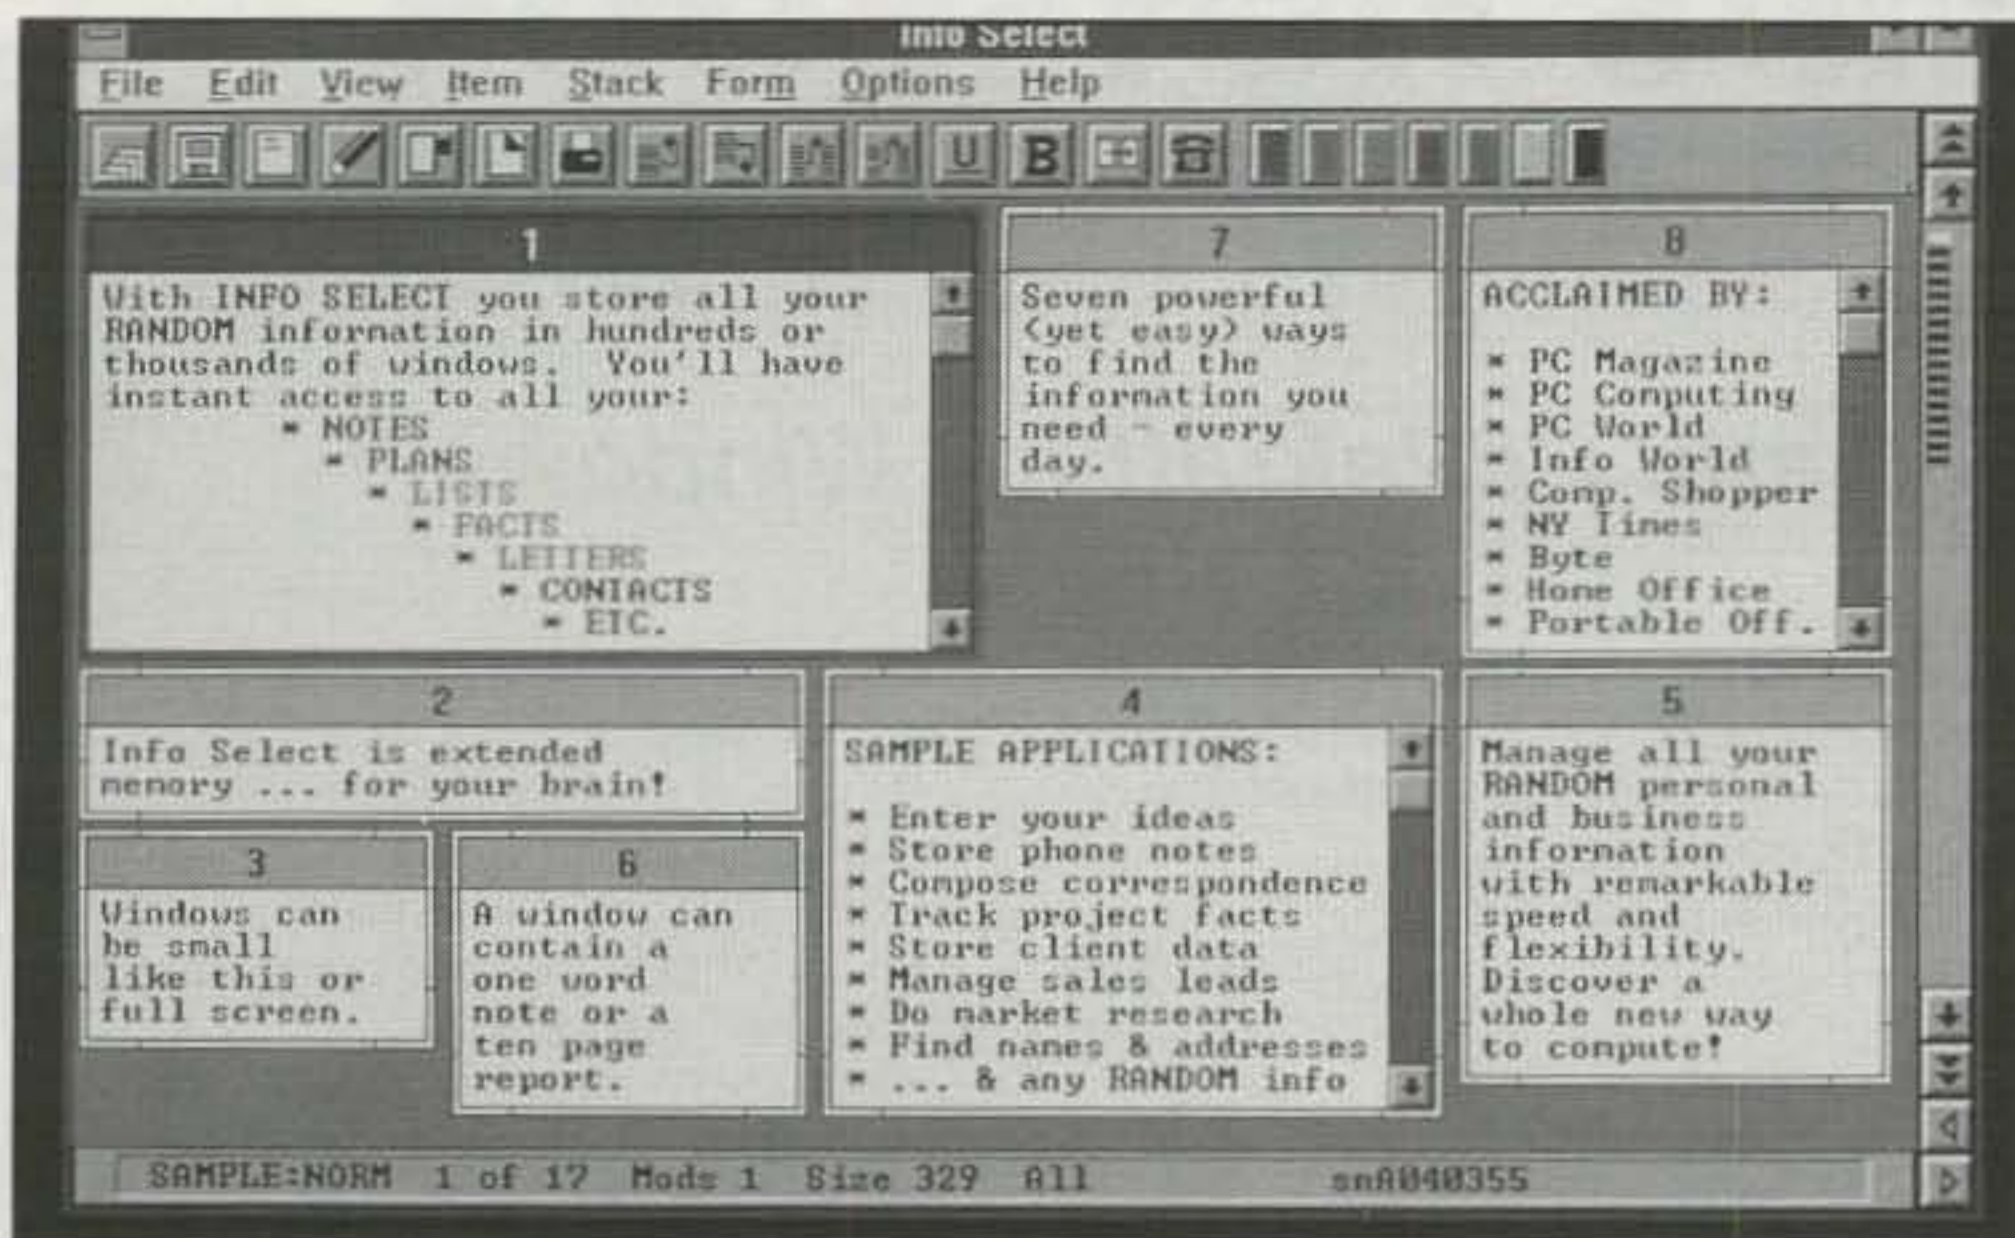 Info Select
File Edit View Item Stack Form Options Help
U B
1
With INFO SELECT you store all your
RANDOM information in hundreds or
thousands of windows. You'll have
instant access to all your:
* NOTES
* PLANS
* LISTS
* FACTS
* LETTERS
* CONTACTS
* ETC.
7
Seven powerful
(yet easy) ways
to find the
information you
need - every
day.
8
ACCLAIMED BY:
* PC Magazine
* PC Computing
* PC World
* Info World
* Comp. Shopper
* NY Times
* Byte
* Home Office
* Portable Off.
2
Info Select is extended
memory ... for your brain!
3
Windows can
be small
like this or
full screen.
6
A window can
contain a
one word
note or a
ten page
report.
4
SAMPLE APPLICATIONS:
* Enter your ideas
* Store phone notes
* Compose correspondence
* Track project facts
* Store client data
* Manage sales leads
* Do market research
* Find names & addresses
* ... & any RANDOM info
5
Manage all your
RANDOM personal
and business
information
with remarkable
speed and
flexibility.
Discover a
whole new way
to compute!
SAMPLE:NORM 1 of 17 Mods 1 Size 329 All snA040355